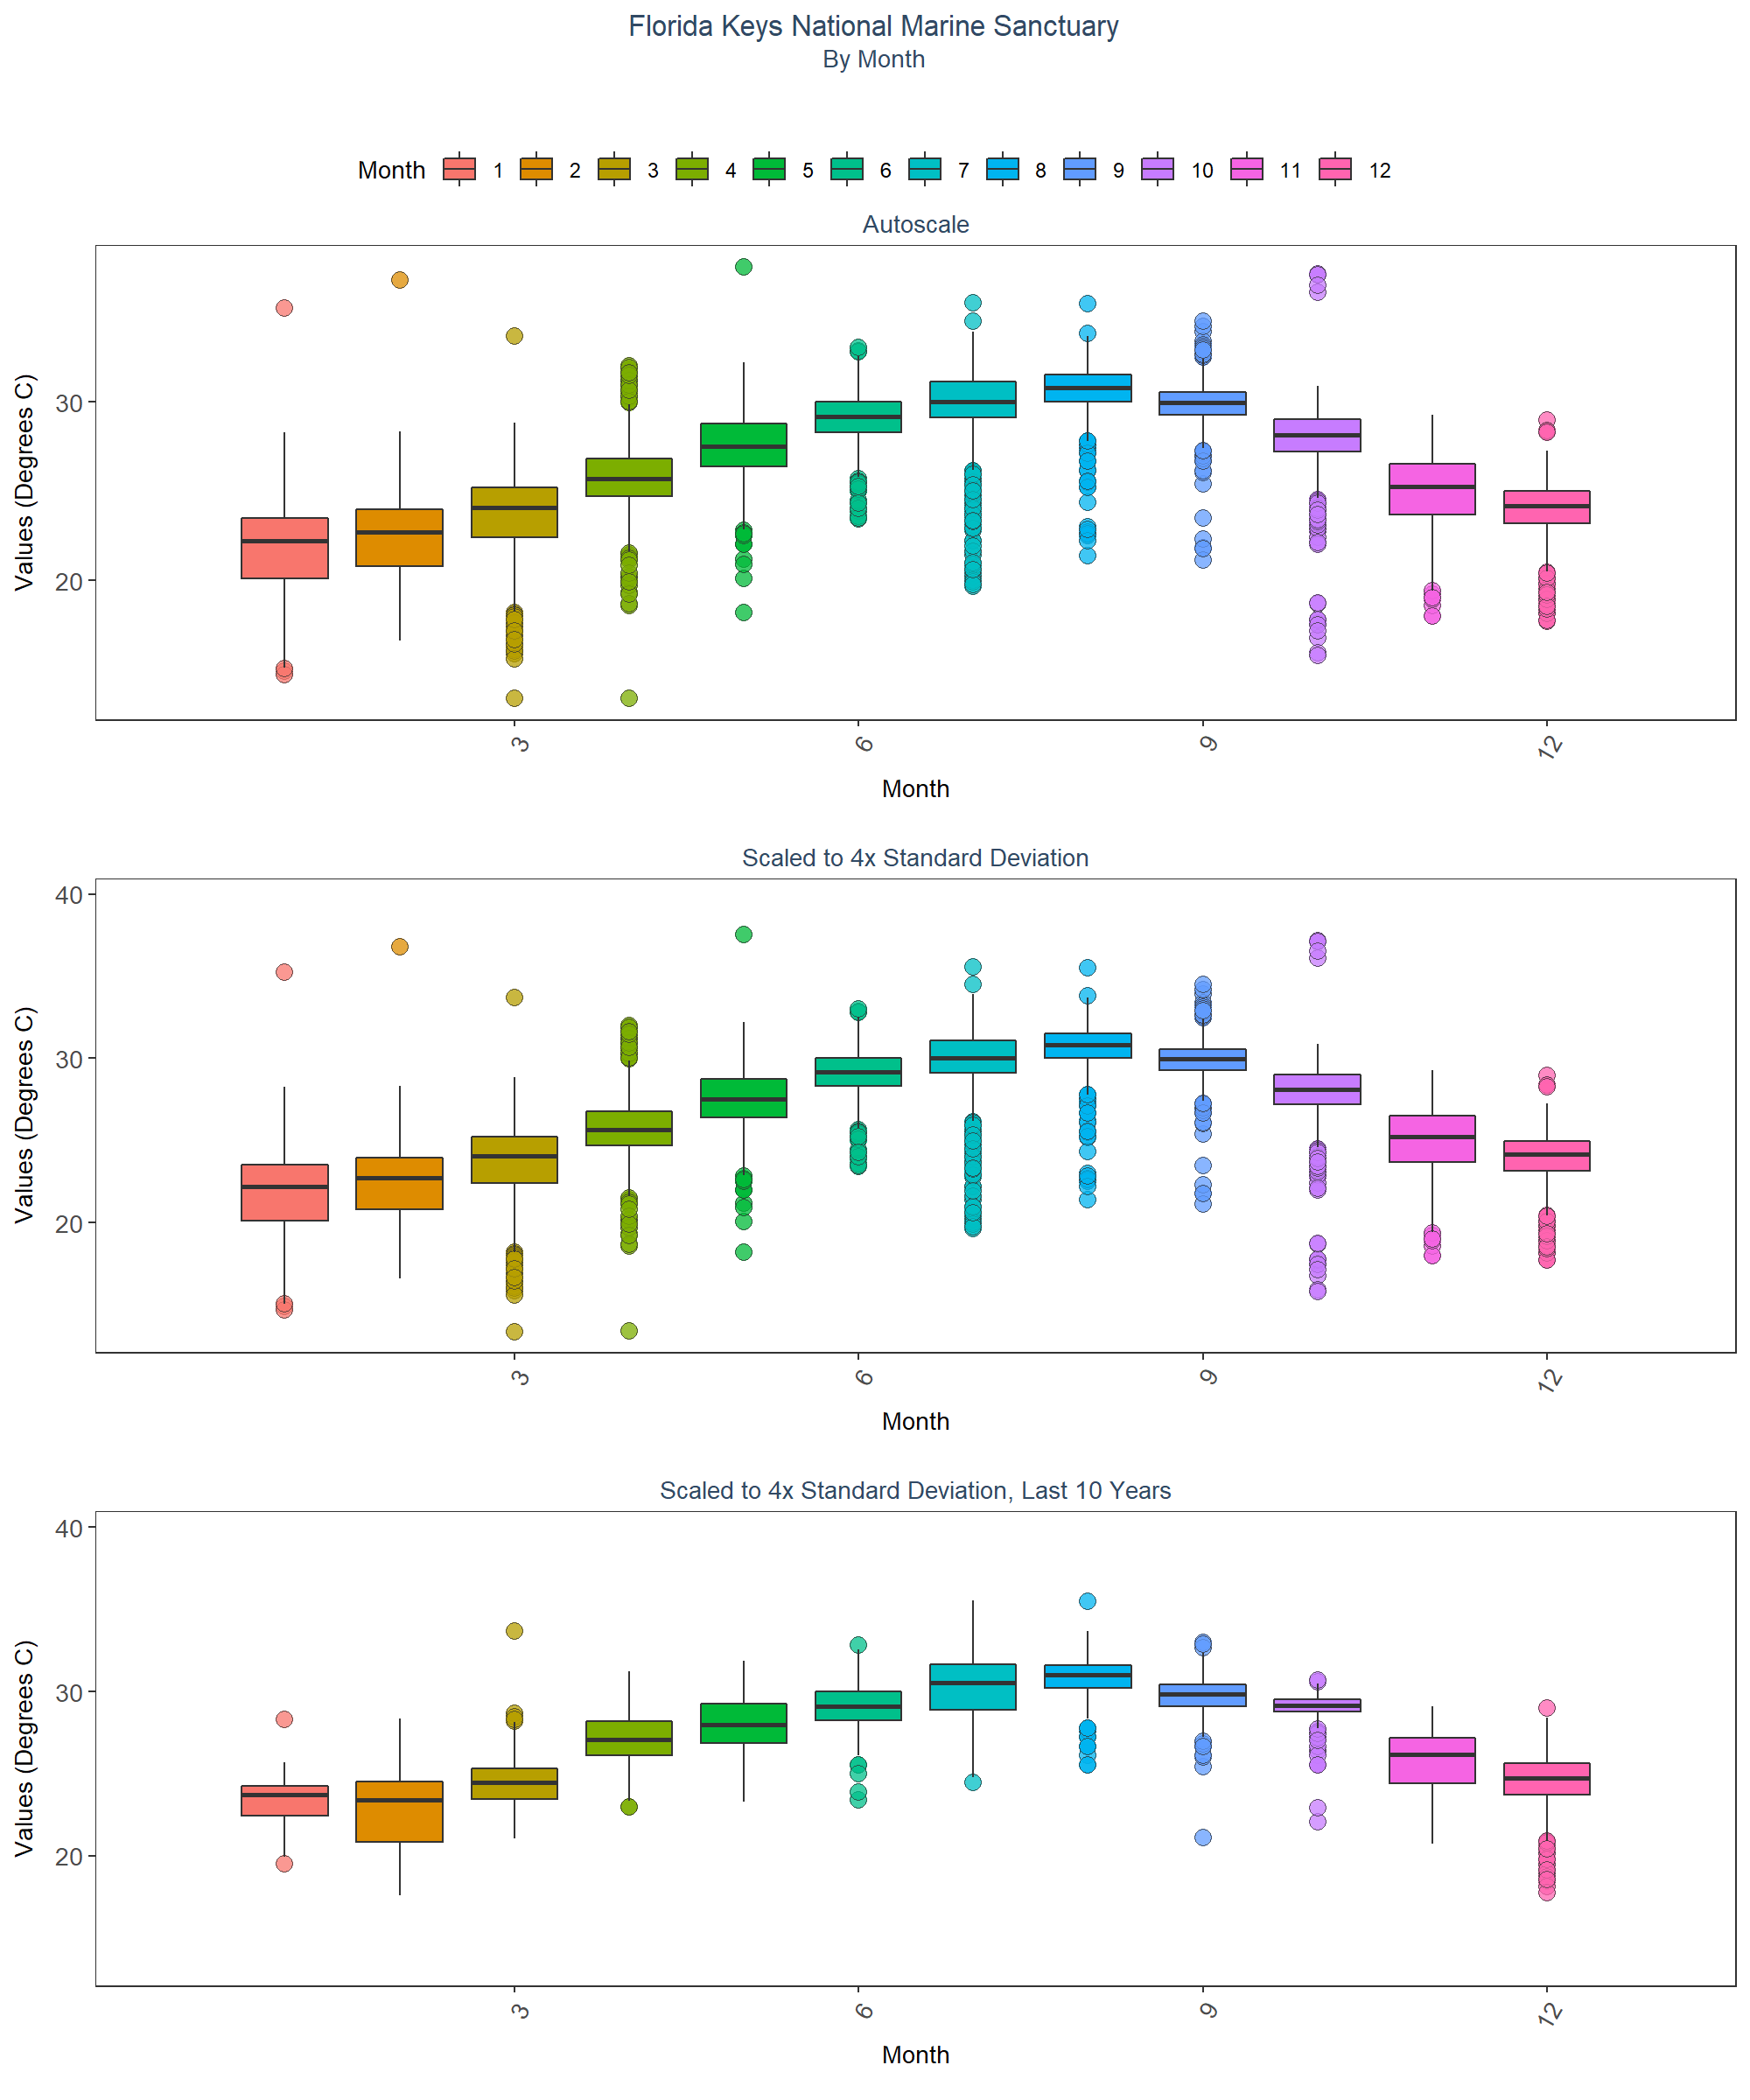 Florida Keys National Marine Sanctuary
By Month
Month 1 2 3 4 5 6 7 8 9 10 11 12
Autoscale
Values (Degrees C)
30
20
3 6 9 12
Month
Scaled to 4x Standard Deviation
Values (Degrees C)
40
30
20
3 6 9 12
Month
Scaled to 4x Standard Deviation, Last 10 Years
Values (Degrees C)
40
30
20
3 6 9 12
Month